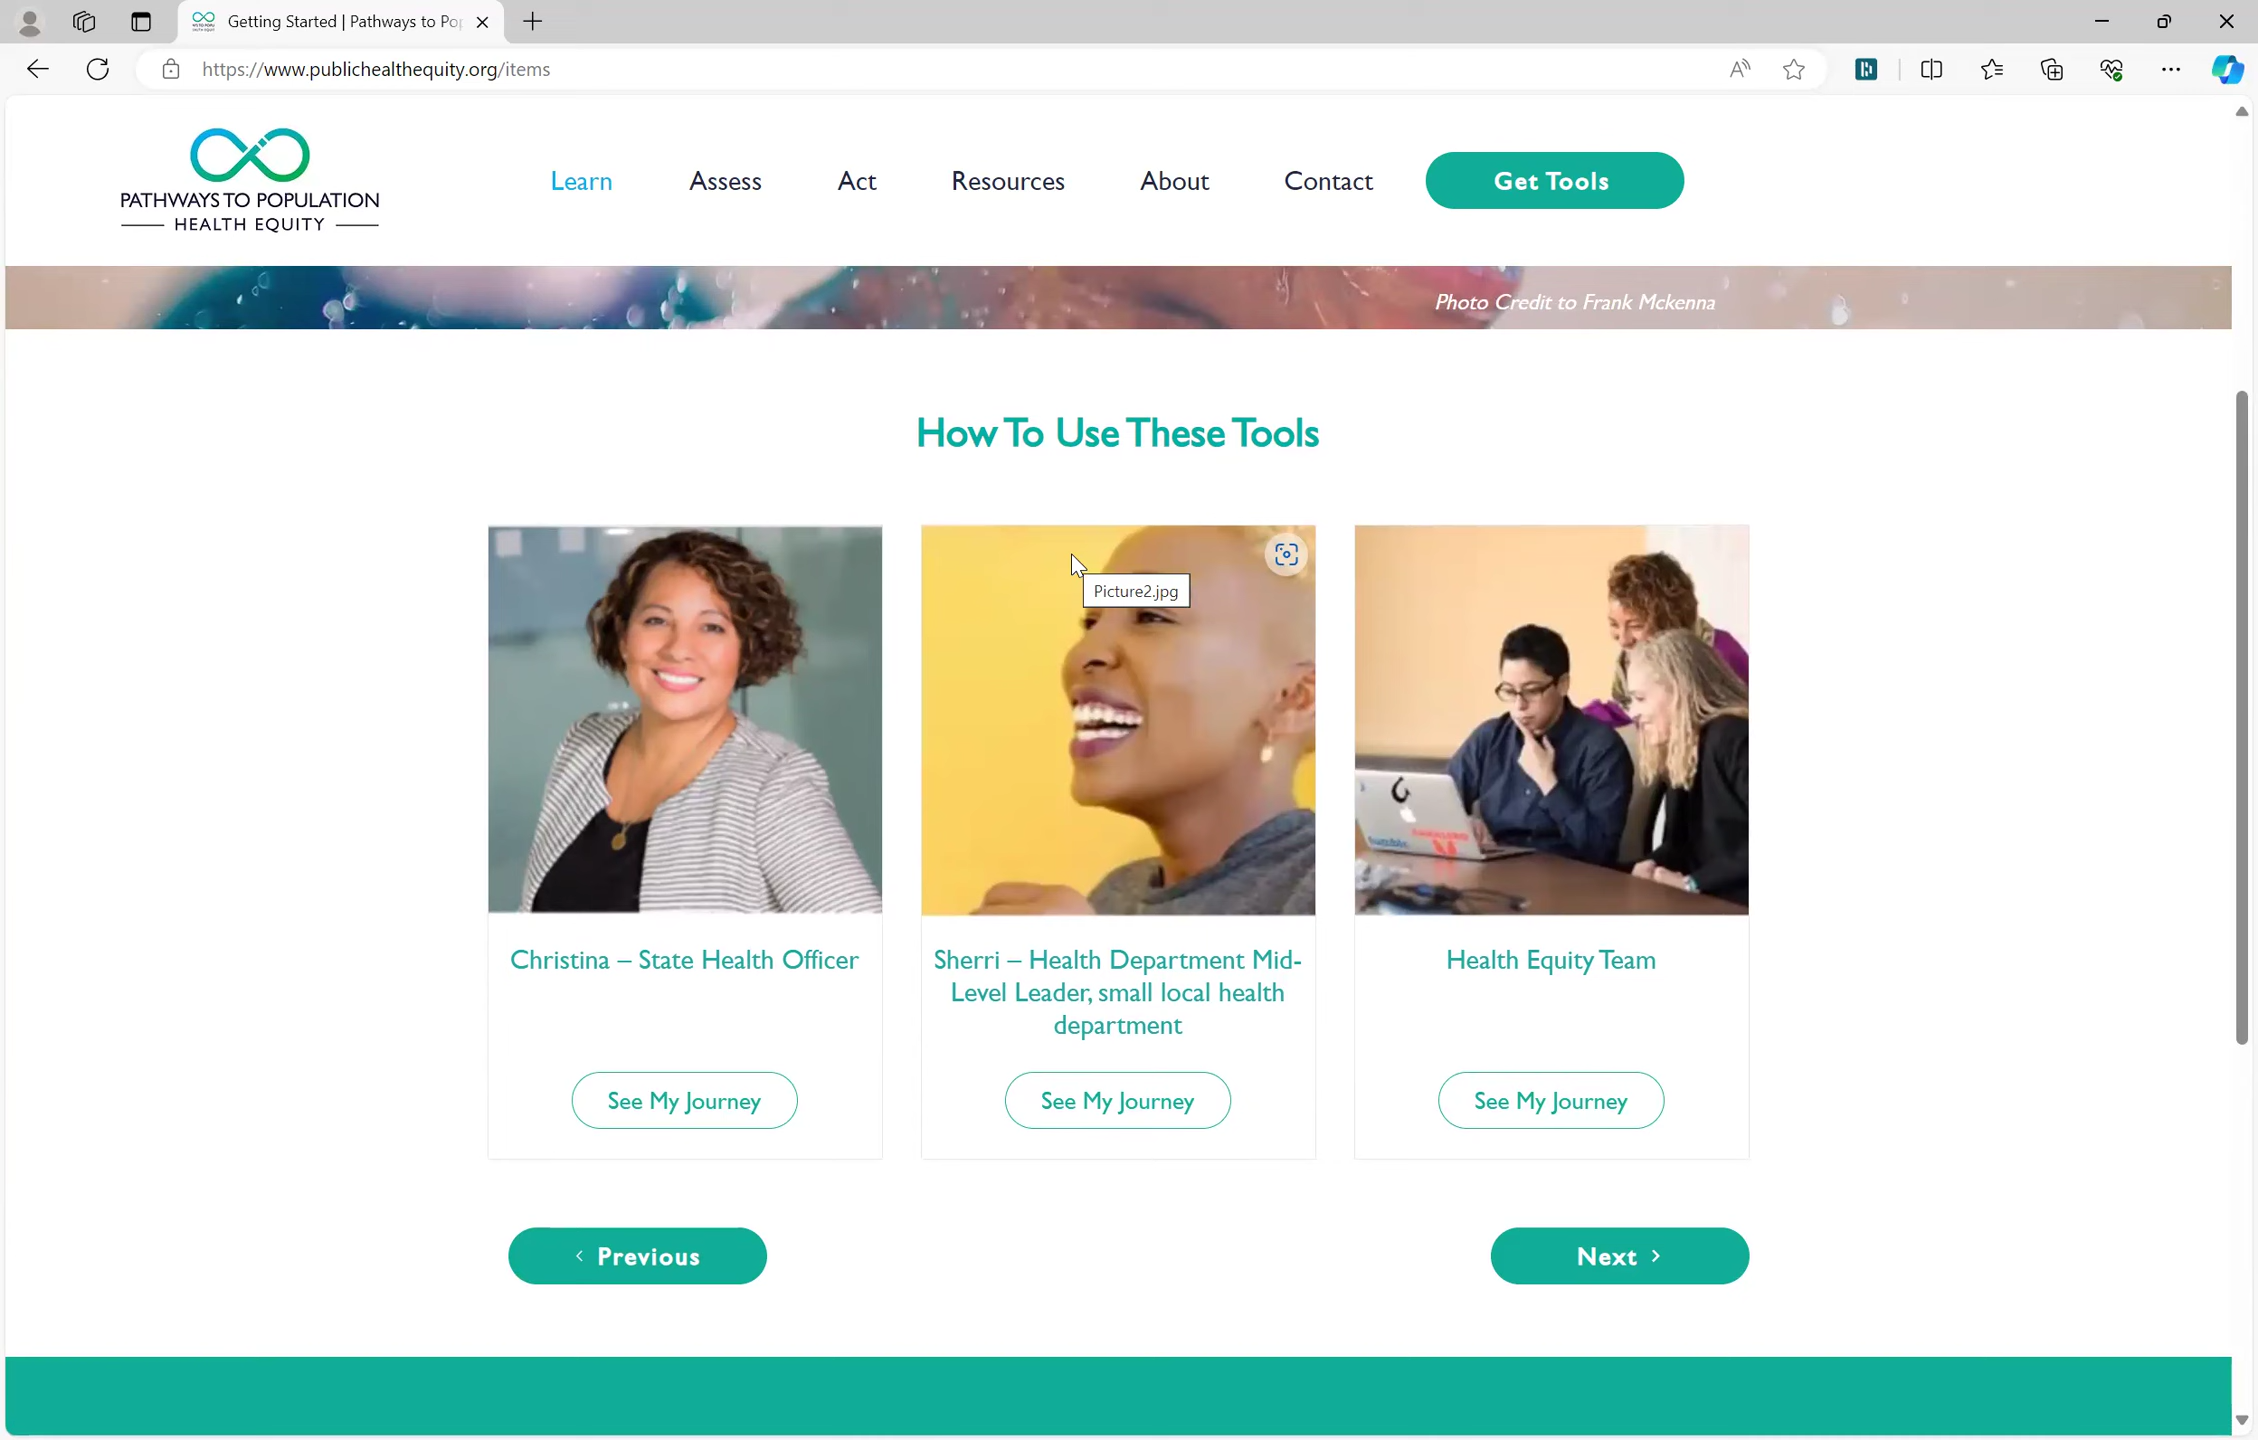 Getting Started | Pathways to Pop
https://www.publichealthequity.org/items
PATHWAYS TO POPULATION
HEALTH EQUITY
Learn
Assess
Act
Resources
About
Contact
Get Tools
Photo Credit to Frank Mckenna
How To Use These Tools
Picture2.jpg
tumblr
Christina – State Health Officer
Sherri – Health Department Mid-
Level Leader, small local health
department
Health Equity Team
See My Journey
See My Journey
See My Journey
< Previous
Next >